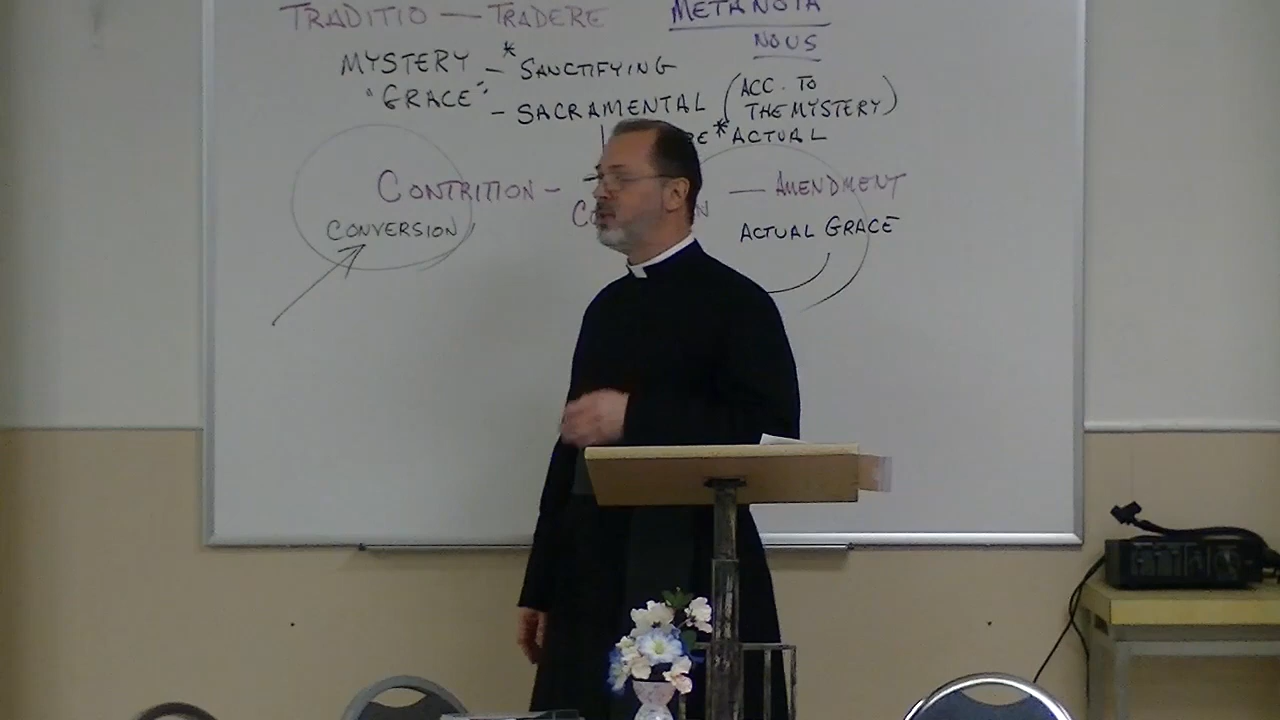 TRADITIO — TRADERE
METANOIA
NOUS
MYSTERY — * SANCTIFYING
"GRACE" — SACRAMENTAL (ACC. TO
THE MYSTERY)
* ACTUAL
CONTRITION — — AMENDMENT
CONVERSION
ACTUAL GRACE